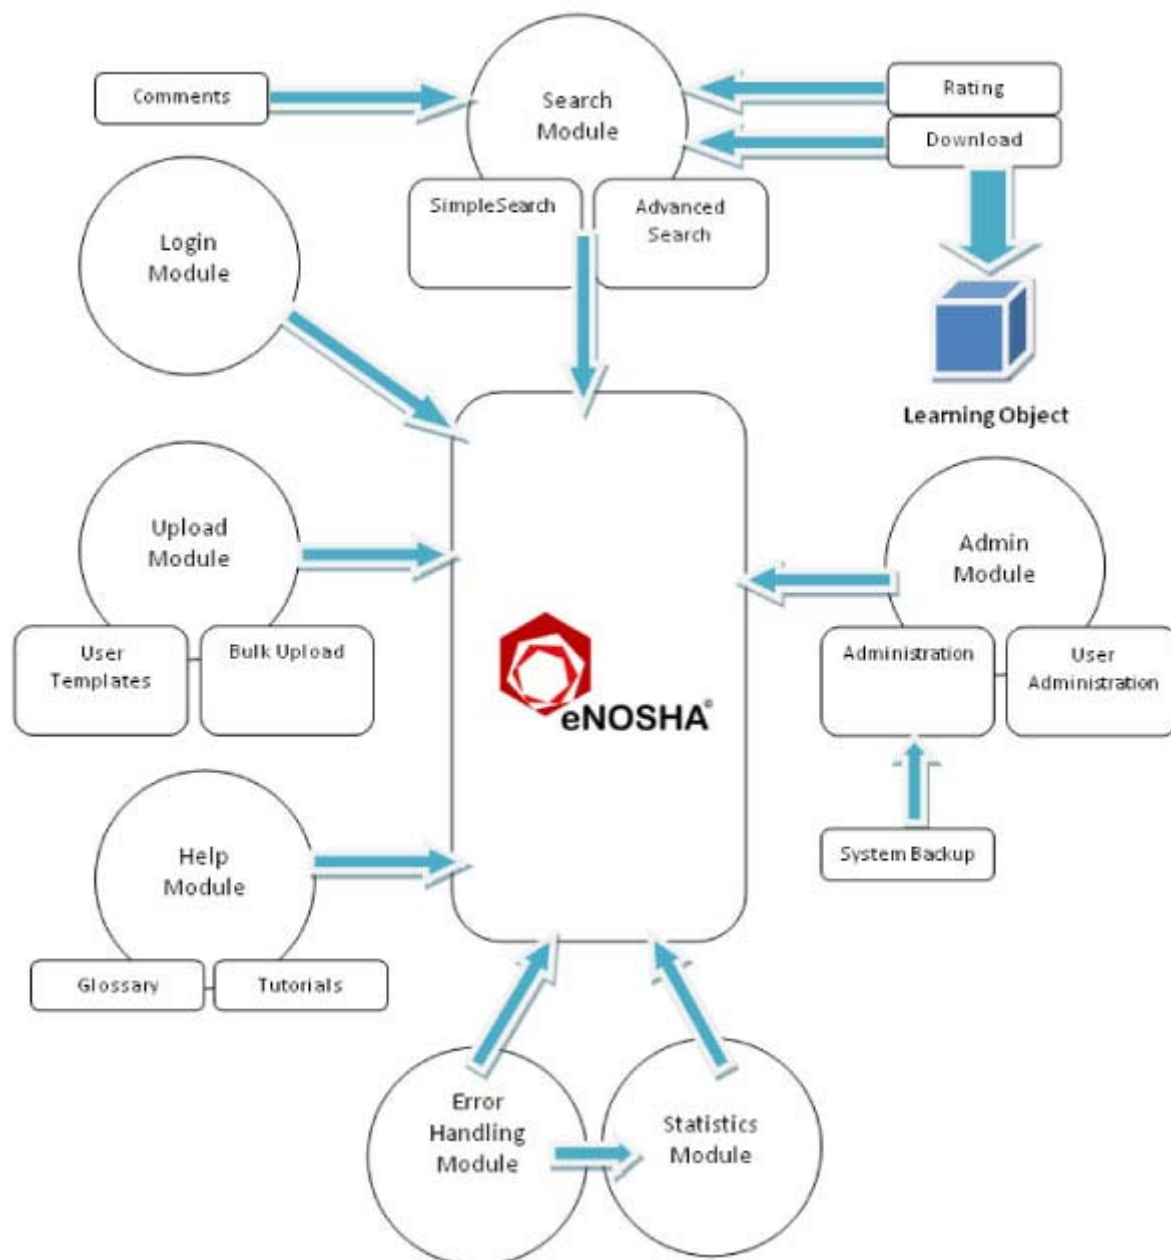 Comments
Search
Module
Rating
Download
SimpleSearch
Advanced
Search
Login
Module
Learning Object
Upload
Module
User
Templates
Bulk Upload
Admin
Module
Administration
User
Administration
eNOSHA®
System Backup
Help
Module
Glossary
Tutorials
Error
Handling
Module
Statistics
Module